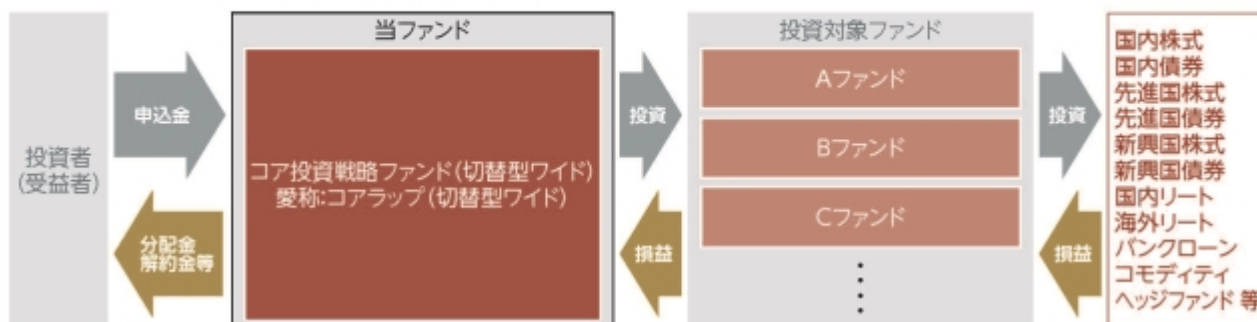 投資者
(受益者)
申込金
分配金
解約金等
当ファンド
コア投資戦略ファンド(切替型ワイド)
愛称:コアラップ(切替型ワイド)
投資
損益
投資対象ファンド
Aファンド
Bファンド
Cファンド
投資
損益
国内株式
国内債券
先進国株式
先進国債券
新興国株式
新興国債券
国内リート
海外リート
バンクローン
コモディティ
ヘッジファンド 等